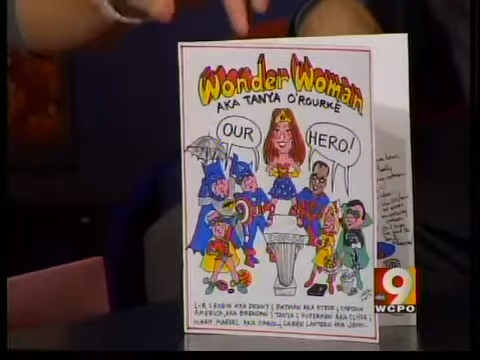 Wonder Woman
AKA TANYA O'ROURKE
OUR
HERO!
L-R: ROBIN AKA DENNY; BATMAN AKA STEVE; CAPTAIN
AMERICA, AKA BRENDAN; TANYA; SUPERMAN AKA CLYDE;
MARY MARVEL AKA CAROL; GREEN LANTERN AKA JOHN.
9
WCPO